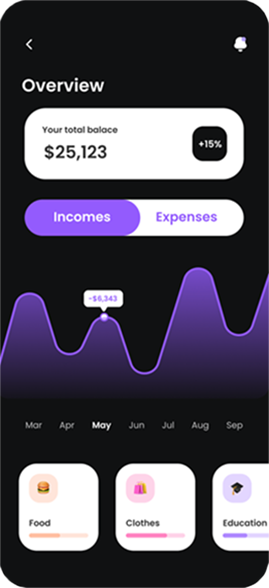 Overview
Your total balace
$25,123
+15%
Incomes Expenses
-$6,343
Mar Apr May Jun Jul Aug Sep
Food Clothes Education